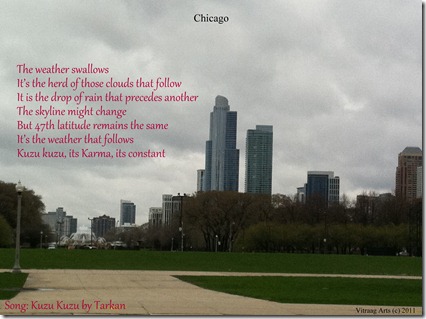 Chicago
The weather swallows
It's the herd of those clouds that follow
It is the drop of rain that precedes another
The skyline might change
But 47th latitude remains the same
It's the weather that follows
Kuzu kuzu, its Karma, its constant
Song: Kuzu Kuzu by Tarkan
Vitraag Arts (c) 2011